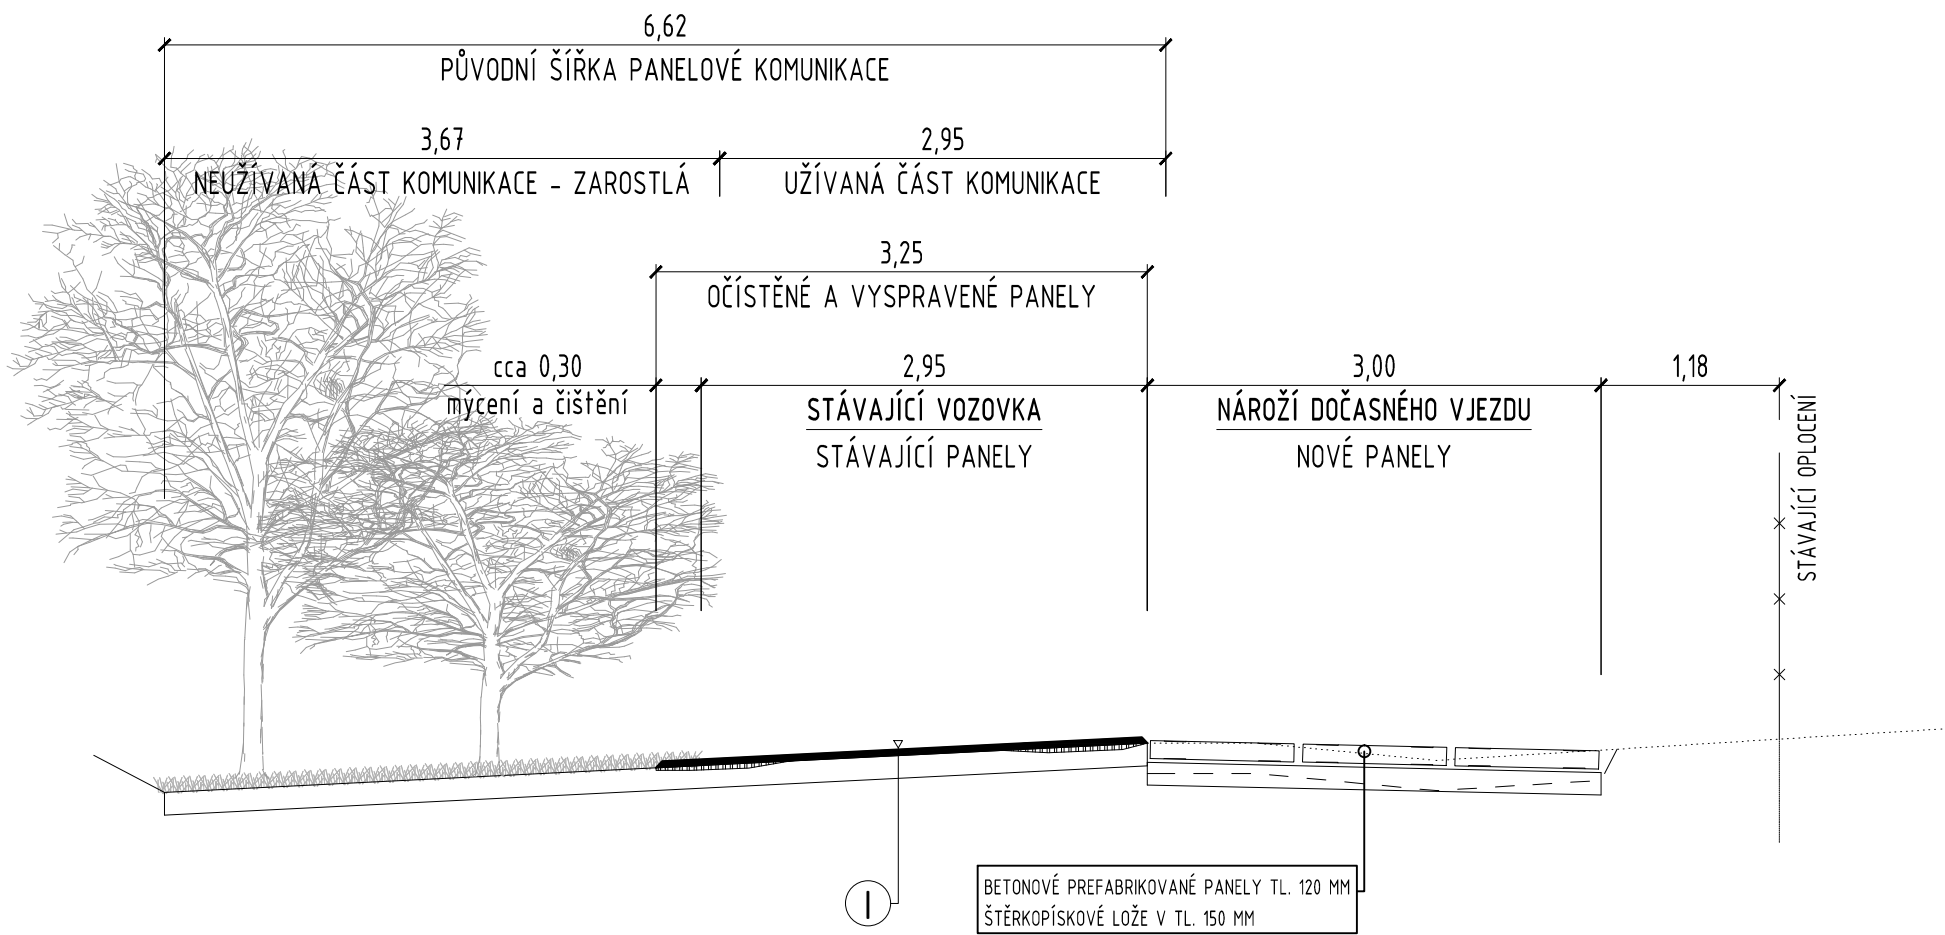 6,62
PŮVODNÍ ŠÍŘKA PANELOVÉ KOMUNIKACE
3,67
2,95
NEUŽÍVANÁ ČÁST KOMUNIKACE - ZAROSTLÁ
UŽÍVANÁ ČÁST KOMUNIKACE
3,25
OČÍSTĚNÉ A VYSPRAVENÉ PANELY
cca 0,30
2,95
3,00
1,18
mýcení a čištění
STÁVAJÍCÍ VOZOVKA
NÁROŽÍ DOČASNÉHO VJEZDU
STÁVAJÍCÍ PANELY
NOVÉ PANELY
STÁVAJÍCÍ OPLOCENÍ
I
BETONOVÉ PREFABRIKOVANÉ PANELY TL. 120 MM
ŠTĚRKOPÍSKOVÉ LOŽE V TL. 150 MM